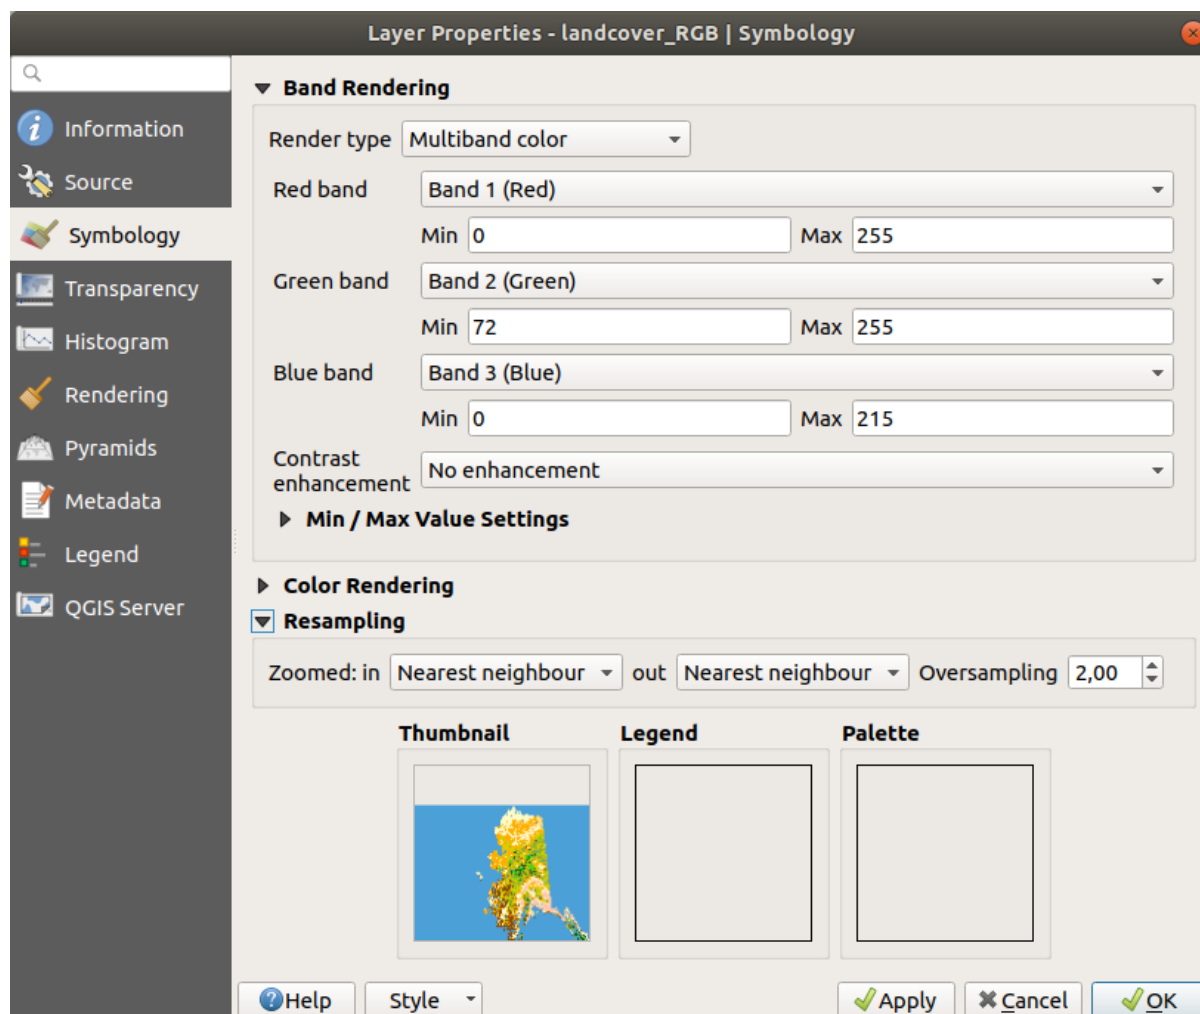 Layer Properties - landcover_RGB | Symbology
Information
Source
Symbology
Transparency
Histogram
Rendering
Pyramids
Metadata
Legend
QGIS Server
Band Rendering
Render type Multiband color
Red band Band 1 (Red)
Min 0 Max 255
Green band Band 2 (Green)
Min 72 Max 255
Blue band Band 3 (Blue)
Min 0 Max 215
Contrast
enhancement No enhancement
Min / Max Value Settings
Color Rendering
Resampling
Zoomed: in Nearest neighbour out Nearest neighbour Oversampling 2,00
Thumbnail Legend Palette
Help Style Apply Cancel OK